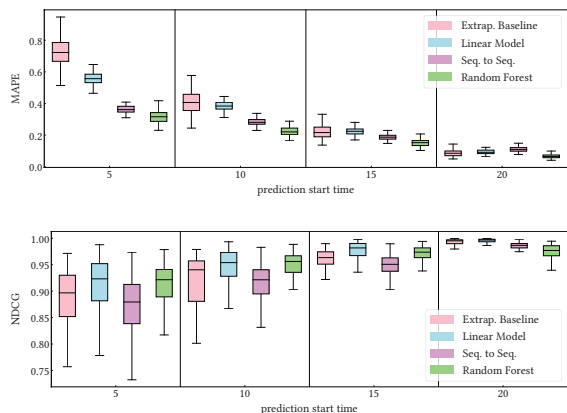 0.8
0.6
0.4
0.2
0.0
MAPE
Extrap. Baseline
Linear Model
Seq. to Seq.
Random Forest
5
10
15
20
prediction start time
1.00
0.95
0.90
0.85
0.80
0.75
NDCG
Extrap. Baseline
Linear Model
Seq. to Seq.
Random Forest
5
10
15
20
prediction start time